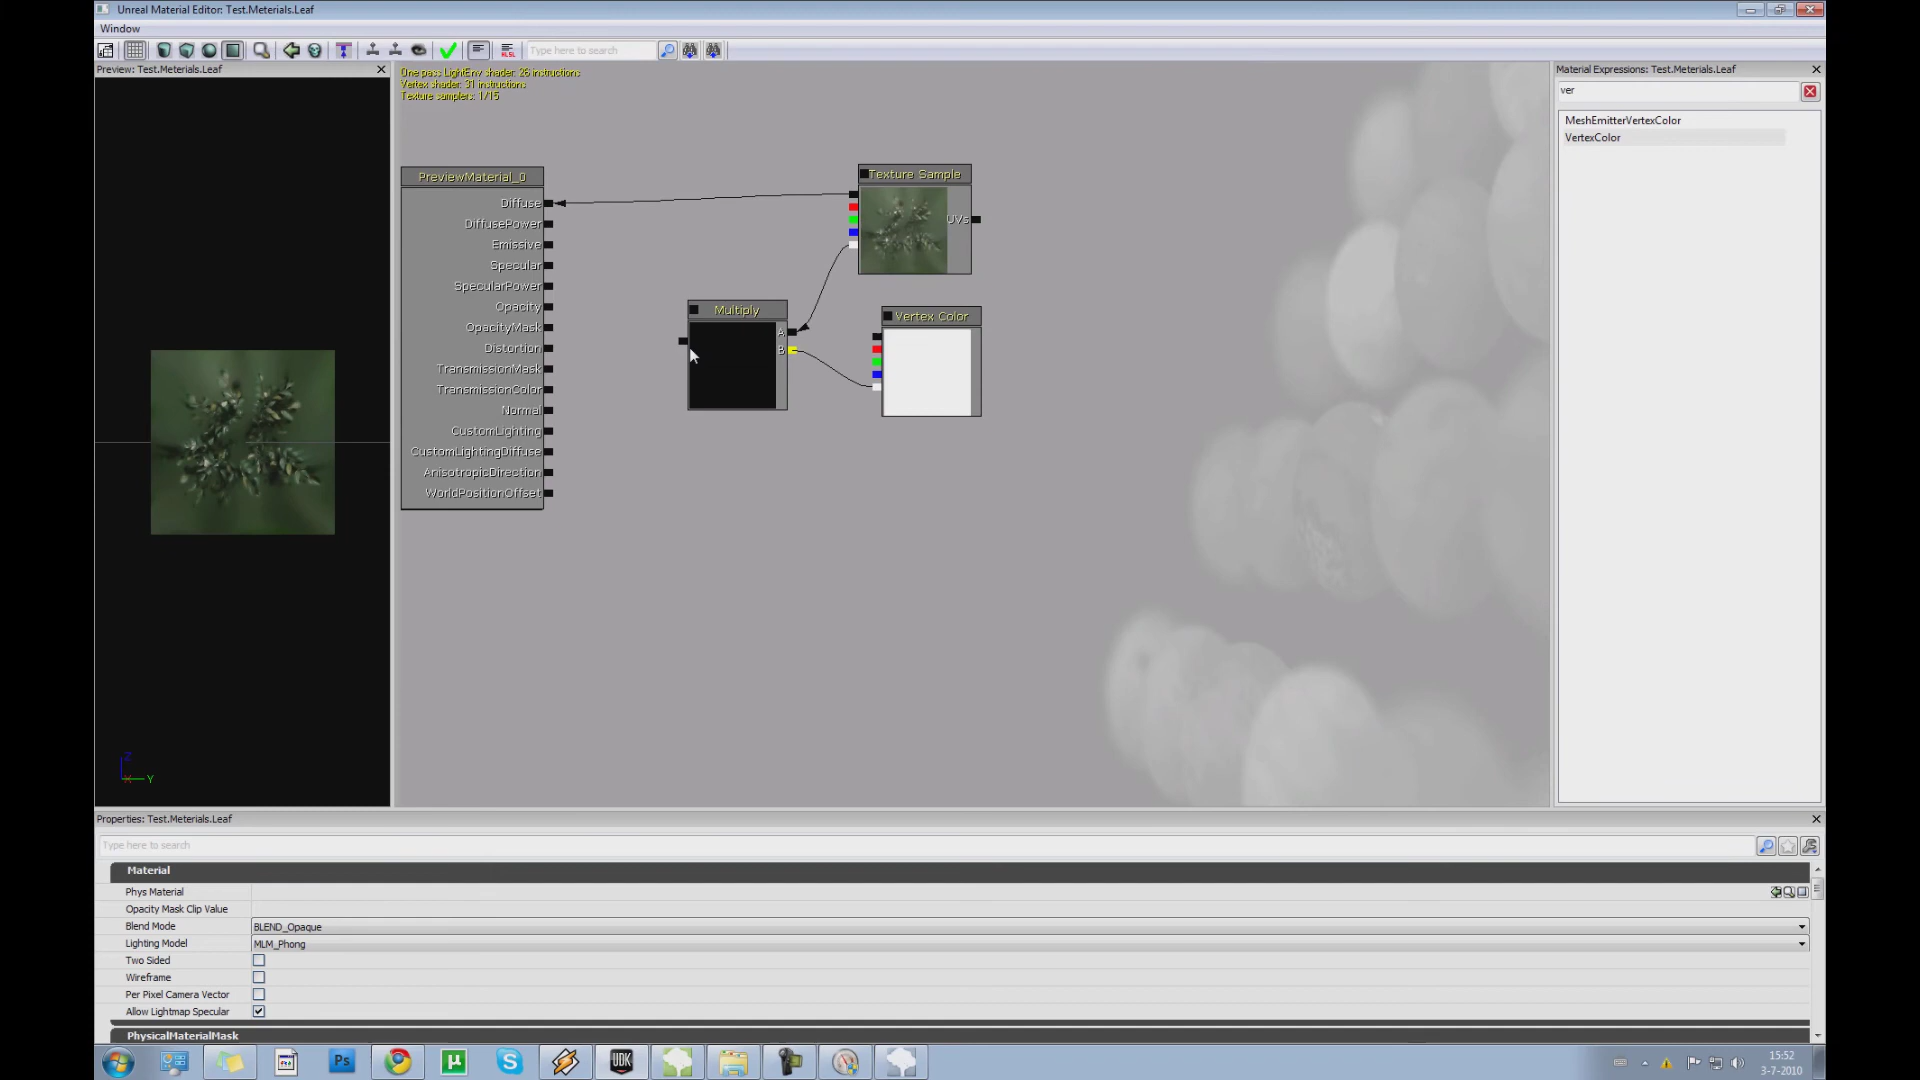 Unreal Material Editor: Test.Meterials.Leaf
Window
Type here to search
Preview: Test.Meterials.Leaf
One pass LightEnv shader: 26 instructions
Vertex shader: 31 instructions
Texture samplers: 1/15
PreviewMaterial_0
Diffuse
DiffusePower
Emissive
Specular
SpecularPower
Opacity
OpacityMask
Distortion
TransmissionMask
TransmissionColor
Normal
CustomLighting
CustomLightingDiffuse
AnisotropicDirection
WorldPositionOffset
Texture Sample
UVs
Multiply
A
B
Vertex Color
Z
X Y
Material Expressions: Test.Meterials.Leaf
ver
MeshEmitterVertexColor
VertexColor
Properties: Test.Meterials.Leaf
Type here to search
Material
Phys Material
Opacity Mask Clip Value
Blend Mode BLEND_Opaque
Lighting Model MLM_Phong
Two Sided
Wireframe
Per Pixel Camera Vector
Allow Lightmap Specular
PhysicalMaterialMask
Ps
µ
S
UDK
15:52
3-7-2010